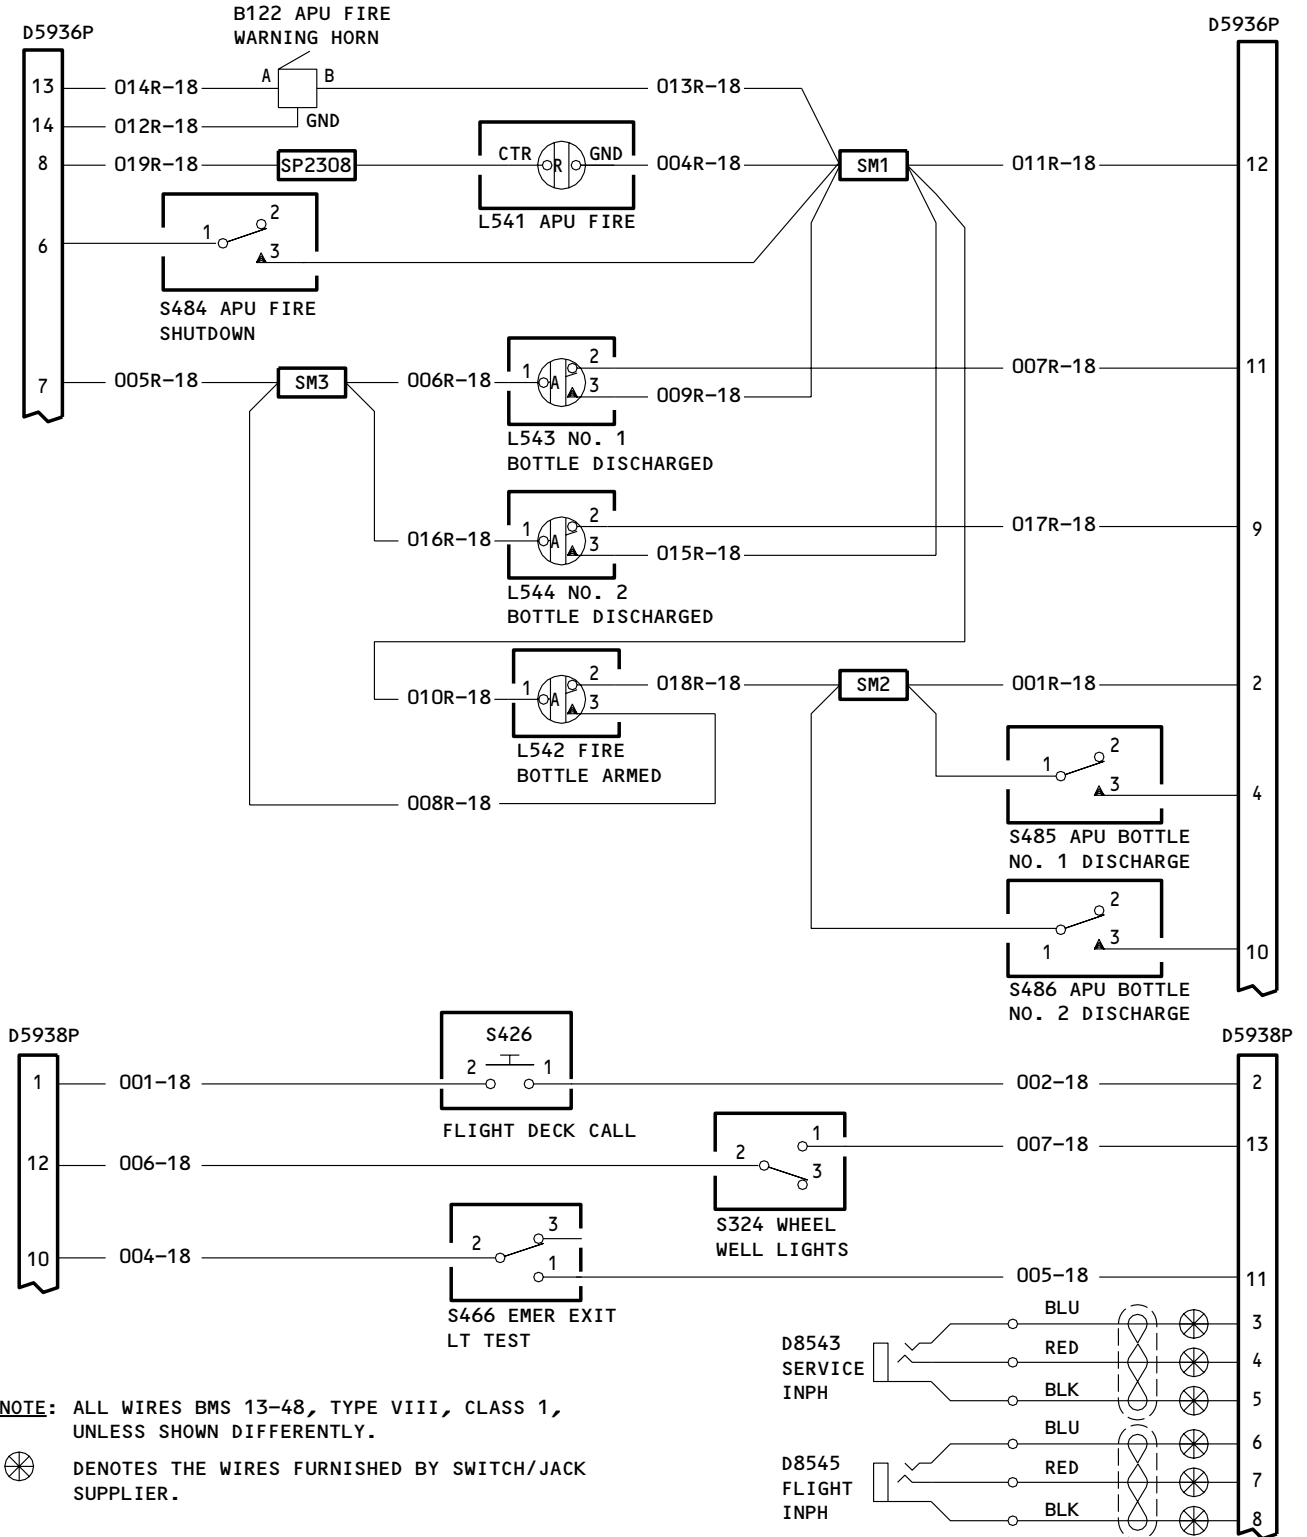 B122 APU FIRE
WARNING HORN
D5936P
D5936P
13
014R-18
A
B
013R-18
14
012R-18
GND
8
019R-18
SP2308
CTR
R
GND
004R-18
SM1
011R-18
12
L541 APU FIRE
6
1
2
3
S484 APU FIRE
SHUTDOWN
7
005R-18
SM3
006R-18
1
A
2
3
007R-18
11
009R-18
L543 NO. 1
BOTTLE DISCHARGED
016R-18
1
A
2
3
017R-18
9
015R-18
L544 NO. 2
BOTTLE DISCHARGED
010R-18
1
A
2
3
018R-18
SM2
001R-18
2
L542 FIRE
BOTTLE ARMED
008R-18
1
2
3
4
S485 APU BOTTLE
NO. 1 DISCHARGE
1
2
3
10
S486 APU BOTTLE
NO. 2 DISCHARGE
D5938P
D5938P
1
001-18
S426
2
1
002-18
2
FLIGHT DECK CALL
12
006-18
2
1
3
007-18
13
S324 WHEEL
WELL LIGHTS
10
004-18
2
3
1
005-18
11
S466 EMER EXIT
LT TEST
D8543
SERVICE
INPH
BLU
3
RED
4
BLK
5
D8545
FLIGHT
INPH
BLU
6
RED
7
BLK
8
NOTE: ALL WIRES BMS 13-48, TYPE VIII, CLASS 1,
UNLESS SHOWN DIFFERENTLY.
DENOTES THE WIRES FURNISHED BY SWITCH/JACK
SUPPLIER.